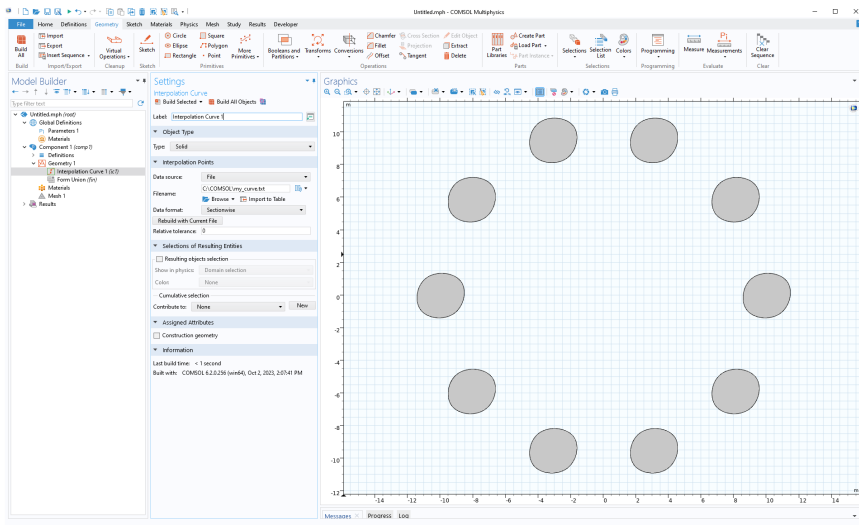 Untitled.mph - COMSOL Multiphysics
File Home Definitions Geometry Sketch Materials Physics Mesh Study Results Developer
Build All
Build
Import
Export
Insert Sequence
Import/Export
Virtual Operations
Cleanup
Sketch
Sketch
Circle
Ellipse
Rectangle
Square
Polygon
Point
More Primitives
Primitives
Booleans and Partitions
Transforms
Conversions
Chamfer
Fillet
Offset
Cross Section
Projection
Tangent
Edit Object
Extract
Delete
Operations
Part Libraries
Create Part
Load Part
Part Instance
Parts
Selections
Selection List
Colors
Selections
Programming
Programming
Measure
Measurements
Evaluate
Clear Sequence
Clear
Model Builder
Type filter text
Untitled.mph (root)
Global Definitions
Parameters 1
Materials
Component 1 (comp1)
Definitions
Geometry 1
Interpolation Curve 1 (ic1)
Form Union (fin)
Materials
Mesh 1
Results
Settings
Interpolation Curve
Build Selected Build All Objects
Label: Interpolation Curve 1
Object Type
Type: Solid
Interpolation Points
Data source: File
Filename: C:\COMSOL\my_curve.txt
Browse Import to Table
Data format: Sectionwise
Rebuild with Current File
Relative tolerance: 0
Selections of Resulting Entities
Resulting objects selection
Show in physics: Domain selection
Color: None
Cumulative selection
Contribute to: None New
Assigned Attributes
Construction geometry
Information
Last build time: < 1 second
Built with: COMSOL 6.2.0.256 (win64), Oct 2, 2023, 2:07:41 PM
Graphics
m
10
8
6
4
2
0
-2
-4
-6
-8
-10
-12
-14 -12 -10 -8 -6 -4 -2 0 2 4 6 8 10 12 14
m
Messages Progress Log